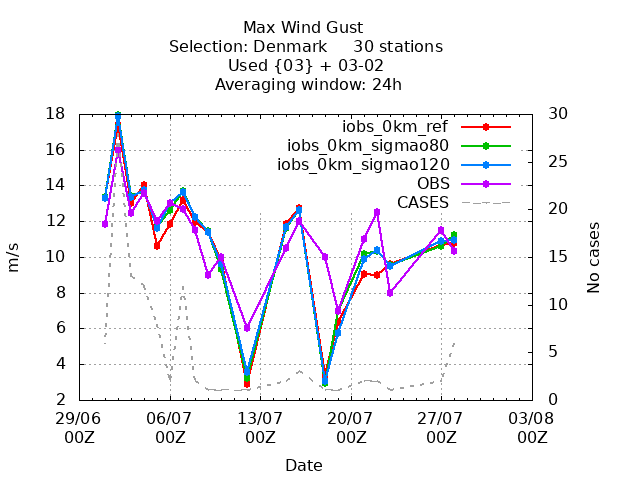 Max Wind Gust
Selection: Denmark     30 stations
Used {03} + 03-02
Averaging window: 24h
iobs_0km_ref
iobs_0km_sigmao80
iobs_0km_sigmao120
OBS
CASES
m/s
18
16
14
12
10
8
6
4
2
No cases
30
25
20
15
10
5
0
29/06 06/07 13/07 20/07 27/07 03/08
00Z 00Z 00Z 00Z 00Z 00Z
Date